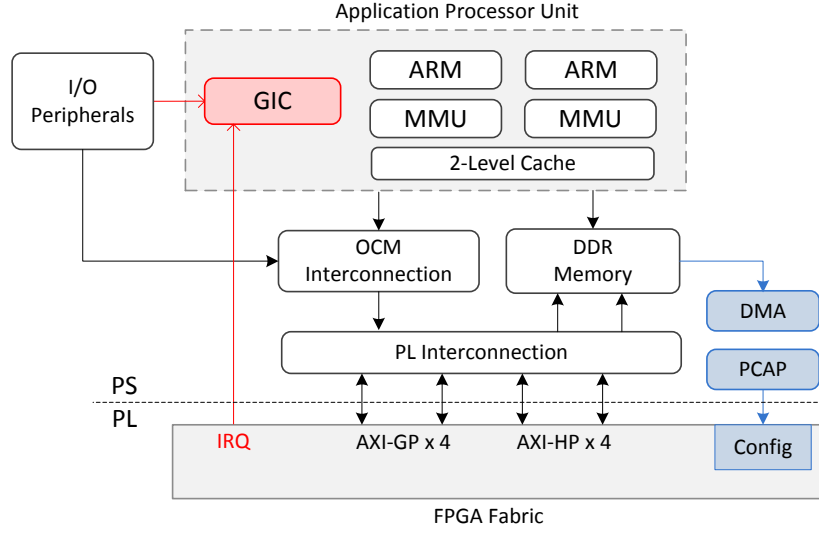 Application Processor Unit
I/O
Peripherals
GIC
ARM
ARM
MMU
MMU
2-Level Cache
OCM
Interconnection
DDR
Memory
DMA
PL Interconnection
PCAP
PS
PL
IRQ
AXI-GP x 4
AXI-HP x 4
Config
FPGA Fabric